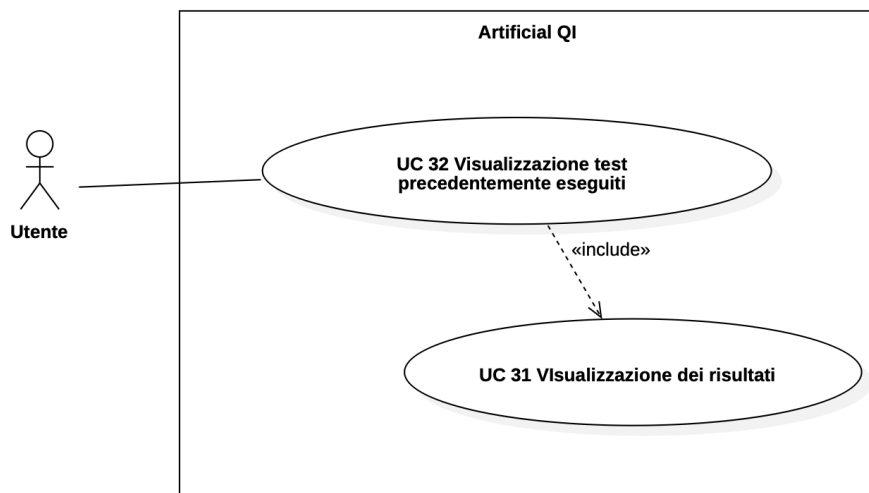 Artificial QI
UC 32 Visualizzazione test
precedentemente eseguiti
Utente
«include»
UC 31 VIsualizzazione dei risultati